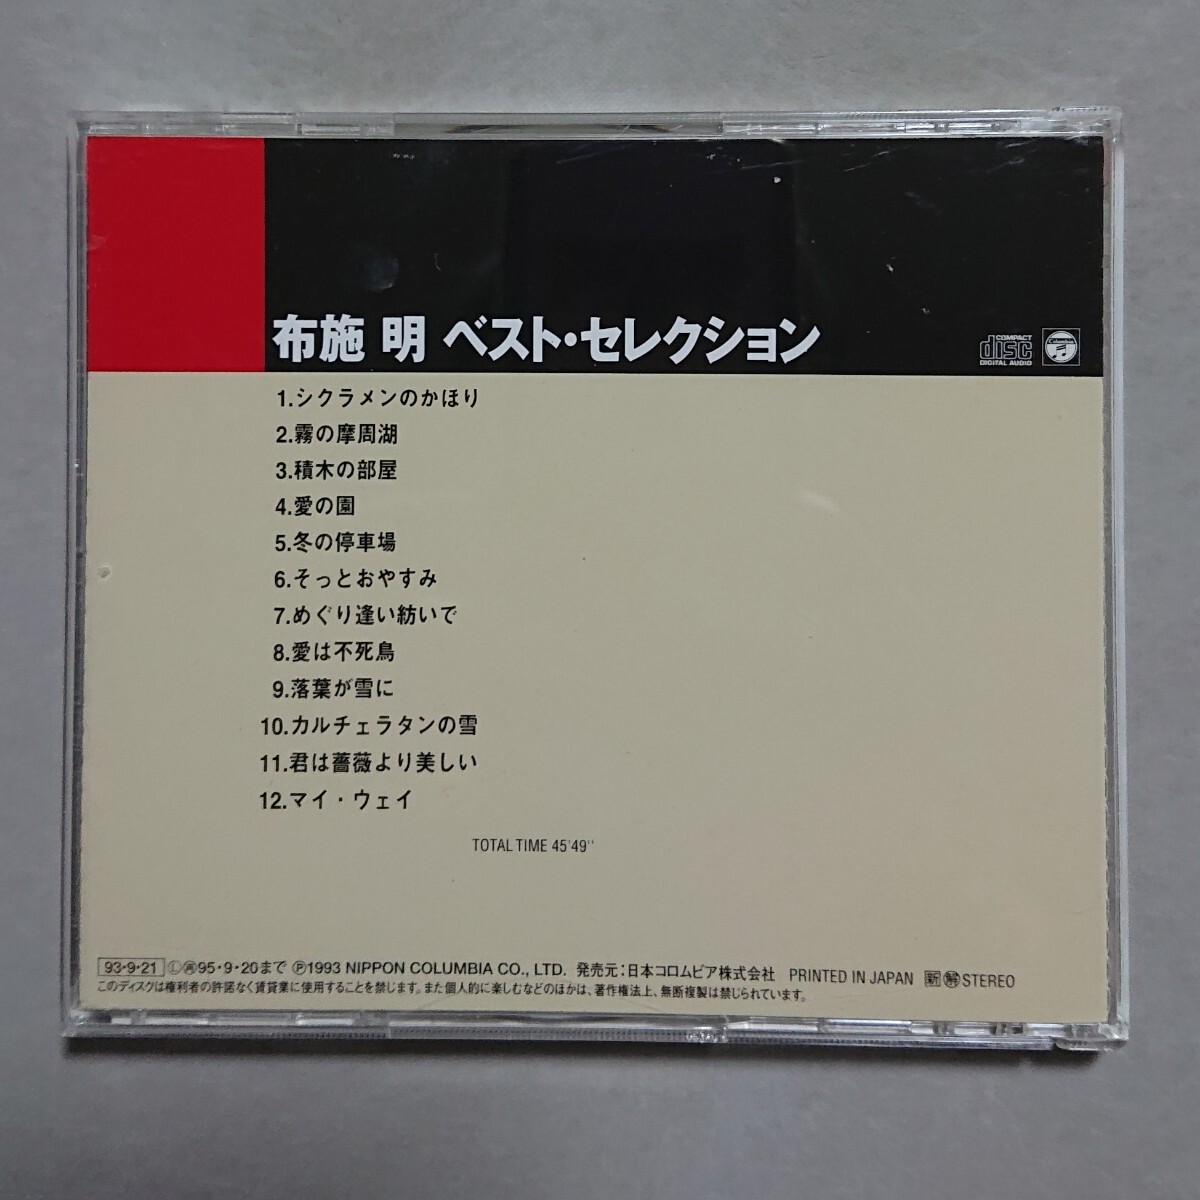 布施 明 ベスト・セレクション
COMPACT
disc
DIGITAL AUDIO
Columbia
1.シクラメンのかほり
2.霧の摩周湖
3.積木の部屋
4.愛の園
5.冬の停車場
6.そっとおやすみ
7.めぐり逢い紡いで
8.愛は不死鳥
9.落葉が雪に
10.カルチェラタンの雪
11.君は薔薇より美しい
12.マイ・ウェイ
TOTAL TIME 45'49''
93・9・21 Ⓛ㊢95・9・20まで ℗1993 NIPPON COLUMBIA CO., LTD. 発売元：日本コロムビア株式会社 PRINTED IN JAPAN 新 解 STEREO
このディスクは権利者の許諾なく賃貸業に使用することを禁じます。また個人的に楽しむなどのほかは、著作権法上、無断複製は禁じられています。